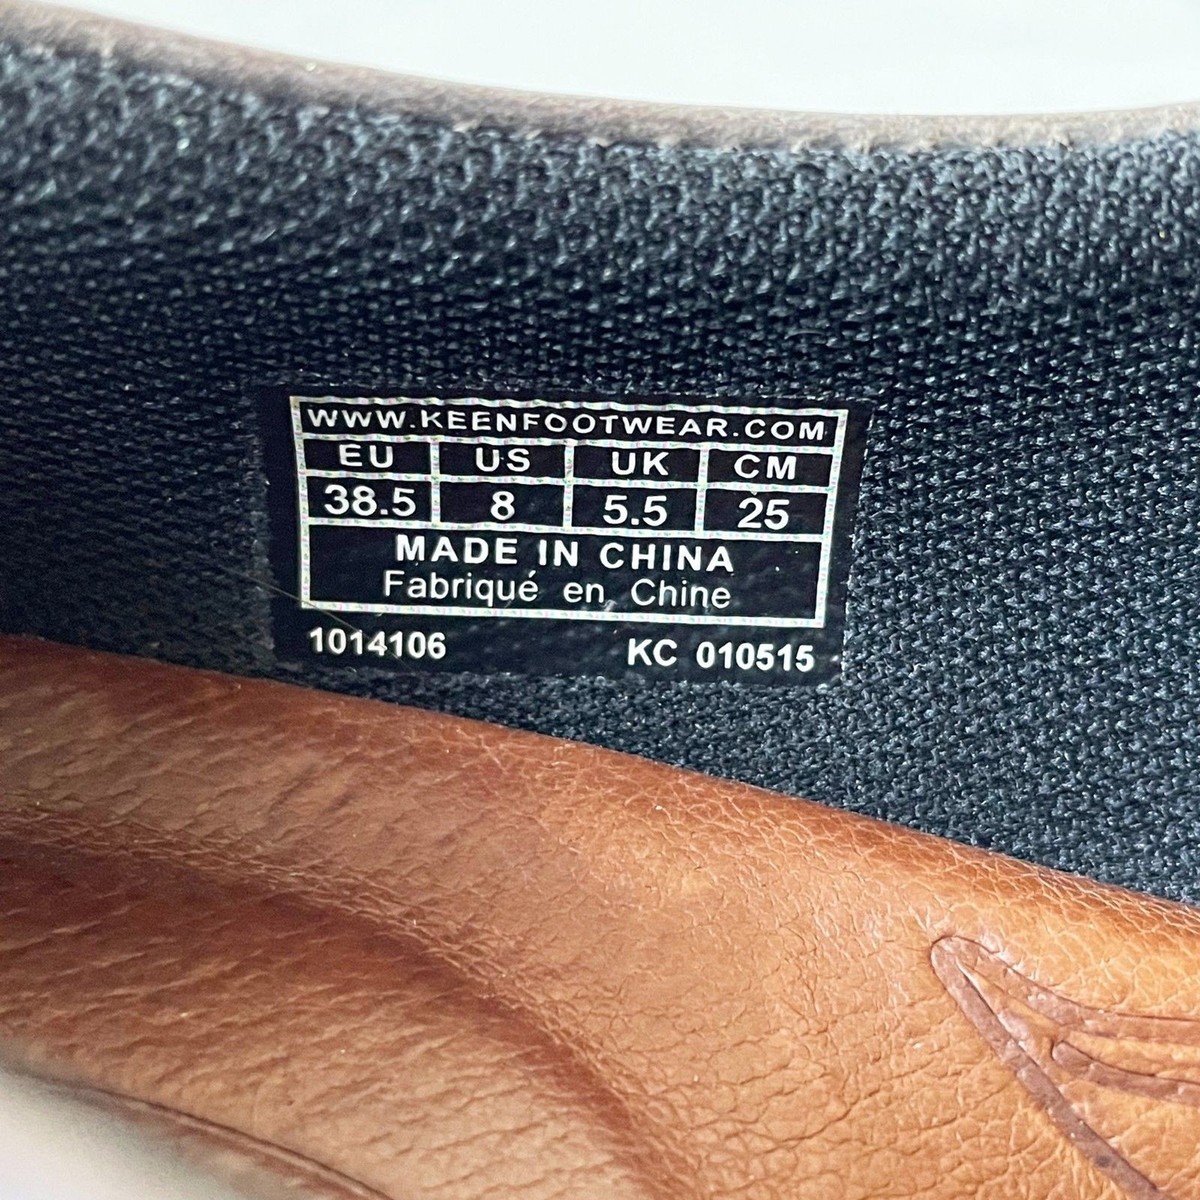 WWW.KEENFOOTWEAR.COM
EU US UK CM
38.5 8 5.5 25
MADE IN CHINA
Fabriqué en Chine
1014106 KC 010515